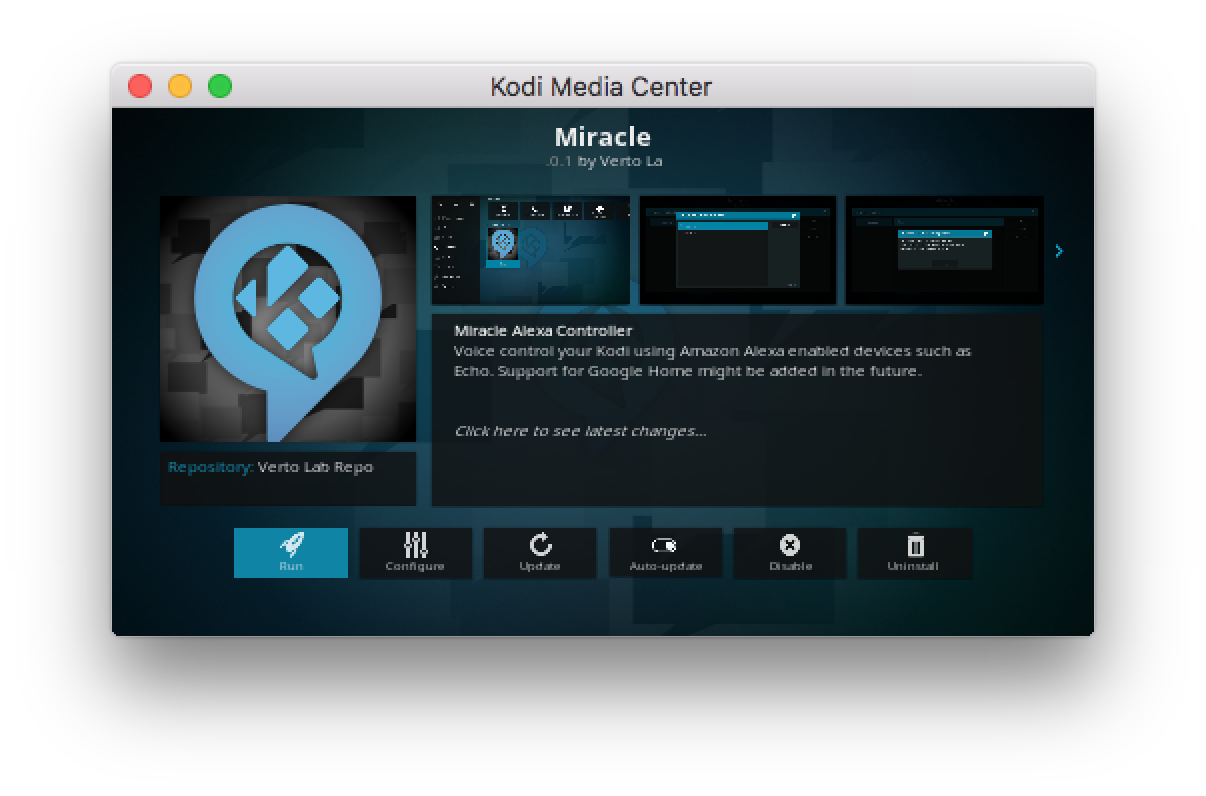 Kodi Media Center
Miracle
.0.1 by Verto La
Miracle Alexa Controller
Voice control your Kodi using Amazon Alexa enabled devices such as
Echo. Support for Google Home might be added in the future.
Click here to see latest changes...
Repository: Verto Lab Repo
Run
Configure
Update
Auto-update
Disable
Uninstall